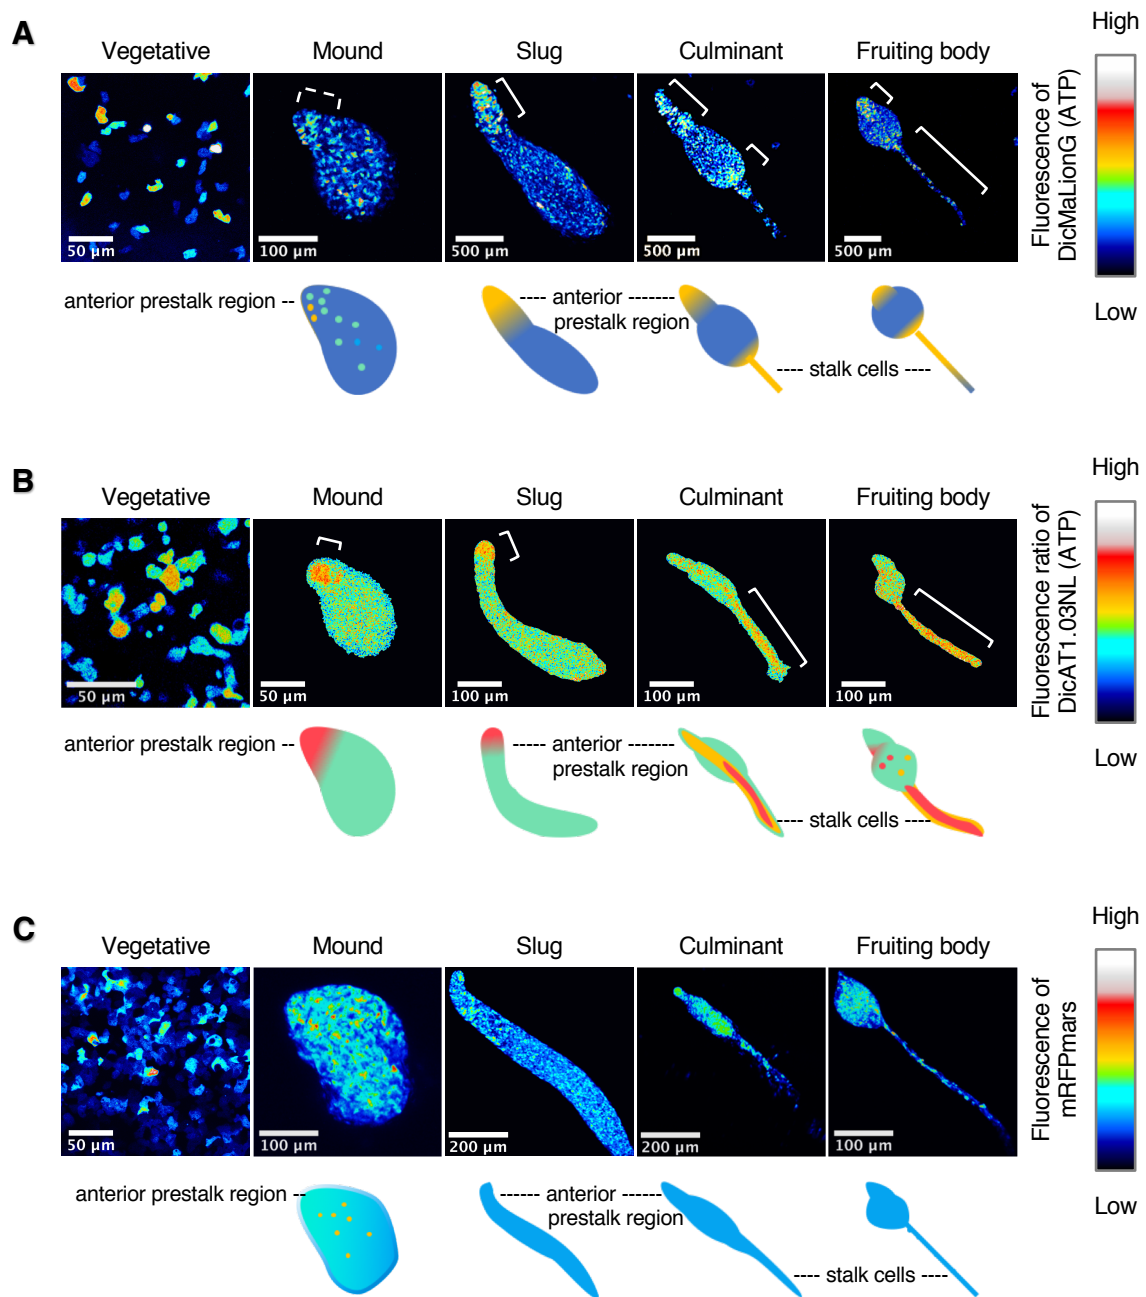 A
Vegetative
Mound
Slug
Culminant
Fruiting body
High
50 µm
100 µm
500 µm
500 µm
500 µm
Fluorescence of
DicMaLionG (ATP)
Low
anterior prestalk region --
---- anterior -------
prestalk region
---- stalk cells ----
B
Vegetative
Mound
Slug
Culminant
Fruiting body
High
50 µm
50 µm
100 µm
100 µm
100 µm
Fluorescence ratio of
DicAT1.03NL (ATP)
Low
anterior prestalk region --
----- anterior -------
prestalk region
---- stalk cells ----
C
Vegetative
Mound
Slug
Culminant
Fruiting body
High
50 µm
100 µm
200 µm
200 µm
100 µm
Fluorescence of
mRFPmars
Low
anterior prestalk region --
------ anterior ------
prestalk region
---- stalk cells ----